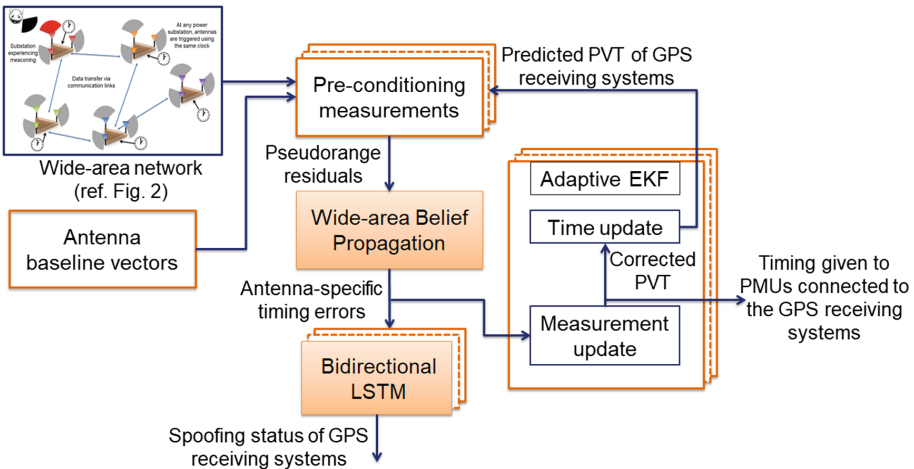 Substation
experiencing
meaconing
At any power
substation, antennas
are triggered using
the same clock
Data transfer via
communication links
Wide-area network
(ref. Fig. 2)
Antenna
baseline vectors
Pre-conditioning
measurements
Predicted PVT of GPS
receiving systems
Pseudorange
residuals
Wide-area Belief
Propagation
Antenna-specific
timing errors
Bidirectional
LSTM
Spoofing status of GPS
receiving systems
Adaptive EKF
Time update
Corrected
PVT
Measurement
update
Timing given to
PMUs connected to
the GPS receiving
systems